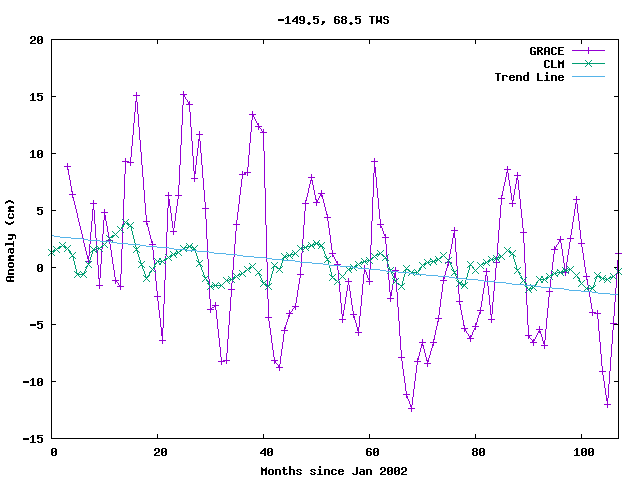 -149.5, 68.5 TWS
GRACE
CLM
Trend Line
20
15
10
5
0
-5
-10
-15
Anomaly (cm)
0 20 40 60 80 100
Months since Jan 2002